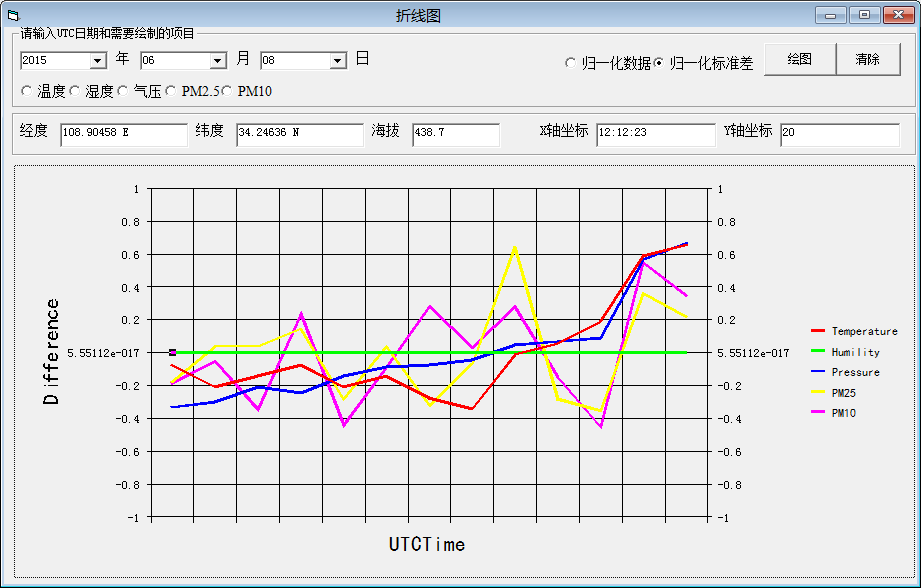 折线图
请输入UTC日期和需要绘制的项目
2015 年 06 月 08 日 归一化数据 归一化标准差 绘图 清除
温度 湿度 气压 PM2.5 PM10
经度 108.90458 E 纬度 34.24636 N 海拔 438.7 X轴坐标 12:12:23 Y轴坐标 20
1 1
0.8 0.8
0.6 0.6
0.4 0.4
0.2 0.2
5.55112e-017 5.55112e-017
-0.2 -0.2
-0.4 -0.4
-0.6 -0.6
-0.8 -0.8
-1 -1
Difference
UTCTime
Temperature
Humility
Pressure
PM25
PM10